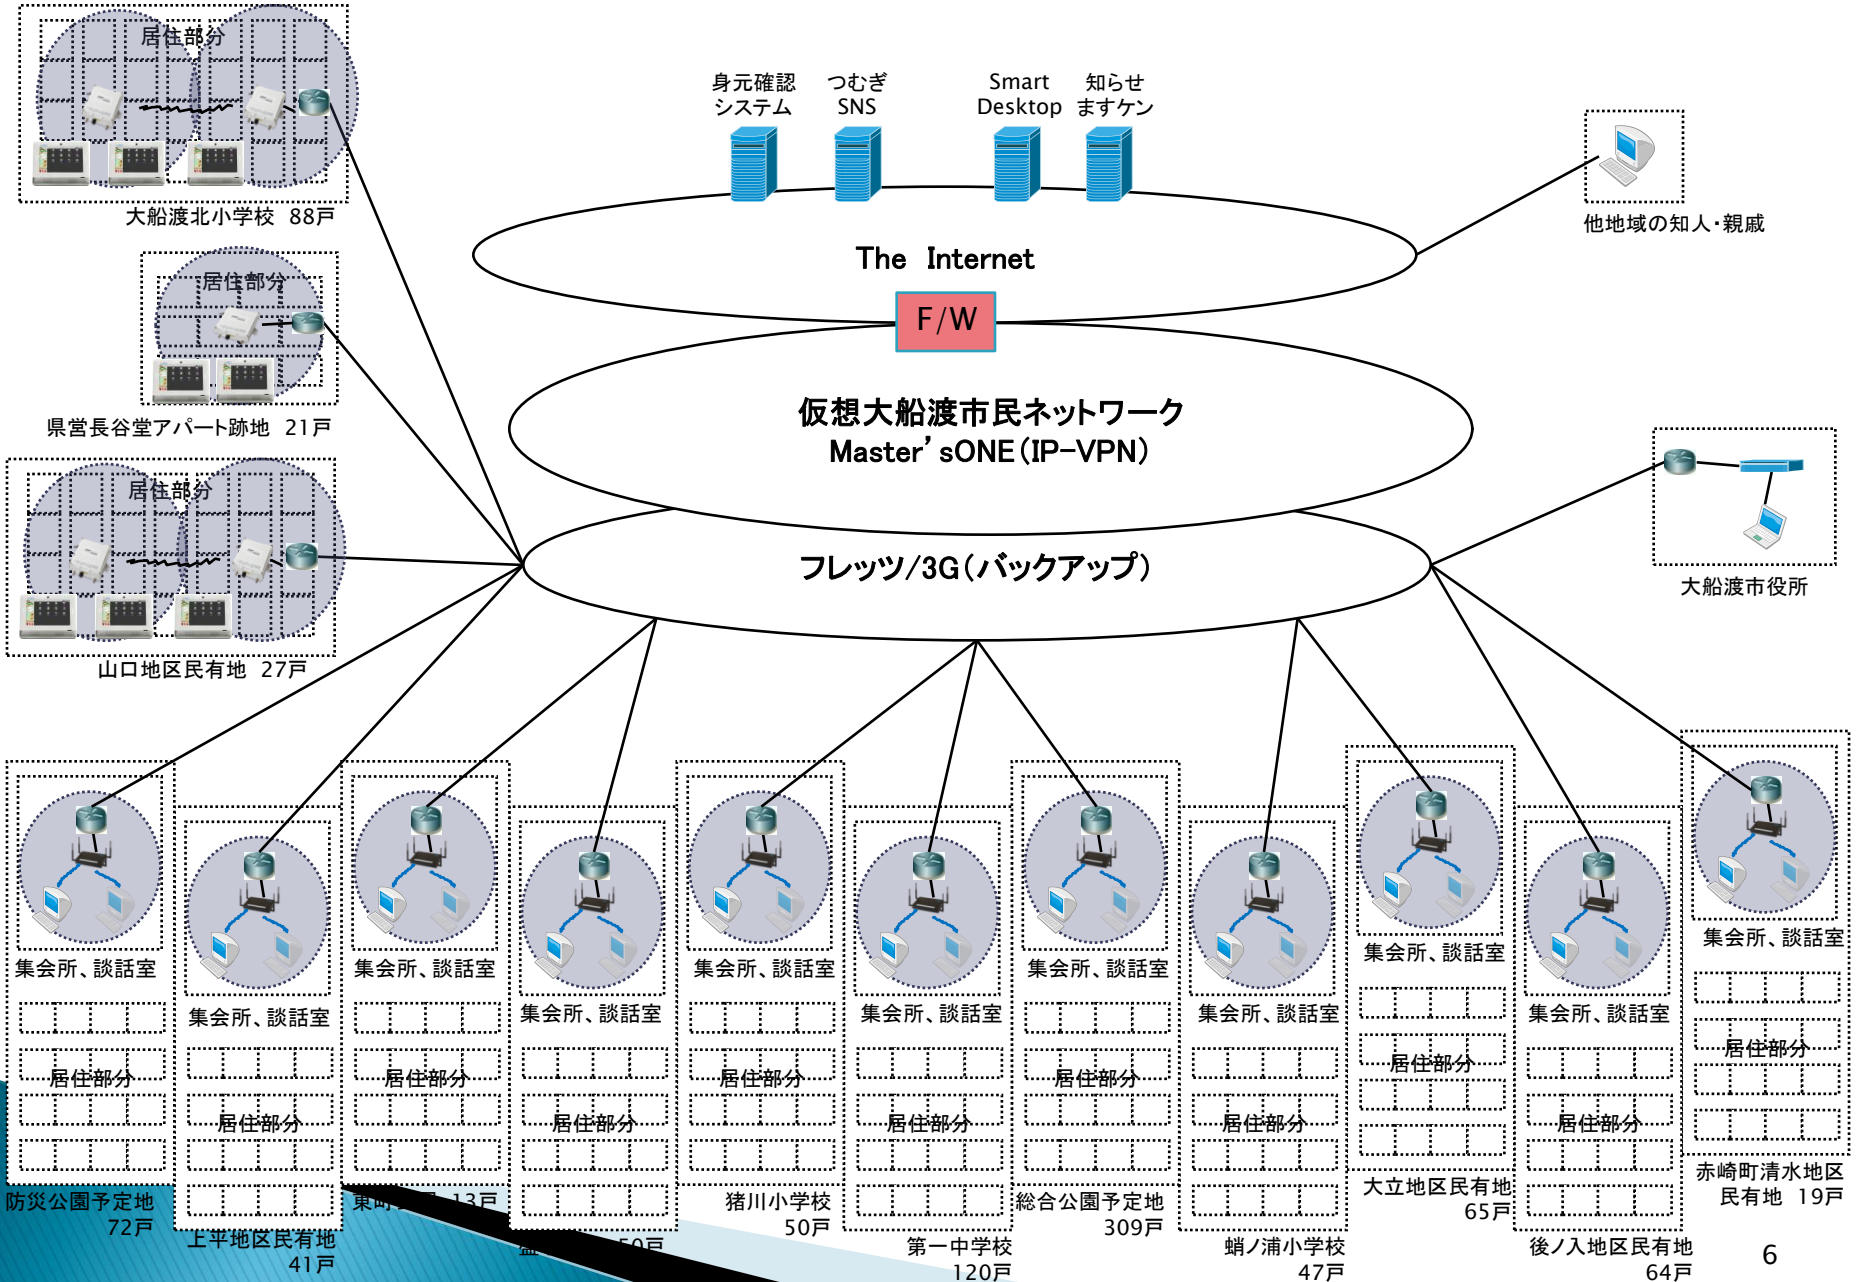 居住部分
大船渡北小学校 88戸
居住部分
県営長谷堂アパート跡地 21戸
居住部分
山口地区民有地 27戸
身元確認
システム
つむぎ
SNS
Smart
Desktop
知らせ
ますケン
The Internet
F/W
仮想大船渡市民ネットワーク
Master'sONE(IP-VPN)
フレッツ/3G(バックアップ)
他地域の知人・親戚
大船渡市役所
集会所、談話室
居住部分
防災公園予定地
72戸
集会所、談話室
居住部分
上平地区民有地
41戸
集会所、談話室
居住部分
13戸
集会所、談話室
居住部分
50戸
集会所、談話室
居住部分
猪川小学校
50戸
集会所、談話室
居住部分
第一中学校
120戸
集会所、談話室
居住部分
総合公園予定地
309戸
集会所、談話室
居住部分
蛸ノ浦小学校
47戸
集会所、談話室
居住部分
大立地区民有地
65戸
集会所、談話室
居住部分
後ノ入地区民有地
64戸
集会所、談話室
居住部分
赤崎町清水地区
民有地 19戸
6